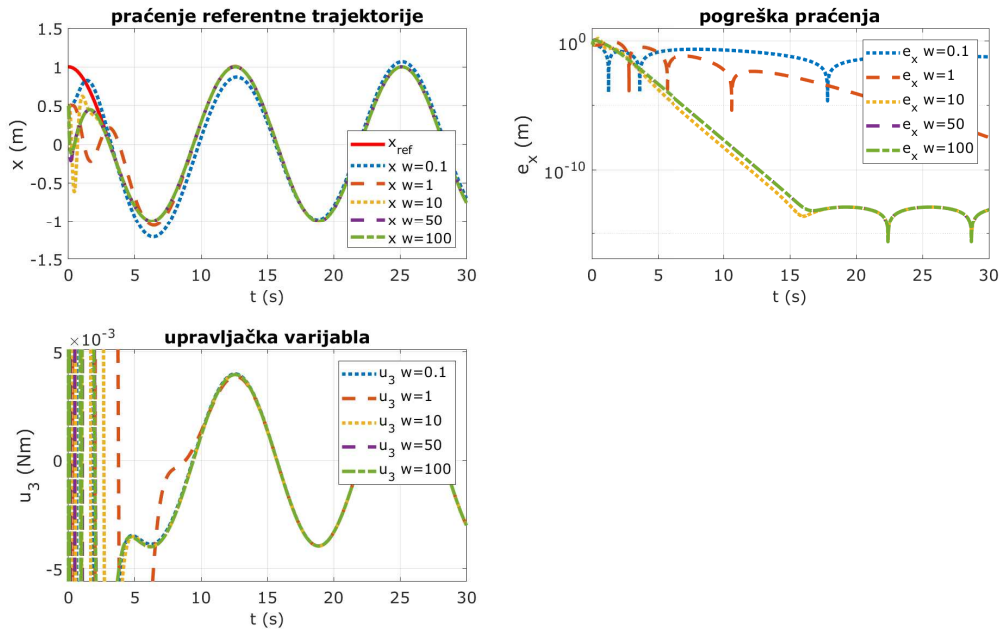 praćenje referentne trajektorije
1.5
1
0.5
0
-0.5
-1
-1.5
x (m)
0 5 10 15 20 25 30
t (s)
x_ref
x w=0.1
x w=1
x w=10
x w=50
x w=100
pogreška praćenja
10^0
10^-10
e_x (m)
0 5 10 15 20 25 30
t (s)
e_x w=0.1
e_x w=1
e_x w=10
e_x w=50
e_x w=100
upravljačka varijabla
×10^-3
5
0
-5
u_3 (Nm)
0 5 10 15 20 25 30
t (s)
u_3 w=0.1
u_3 w=1
u_3 w=10
u_3 w=50
u_3 w=100